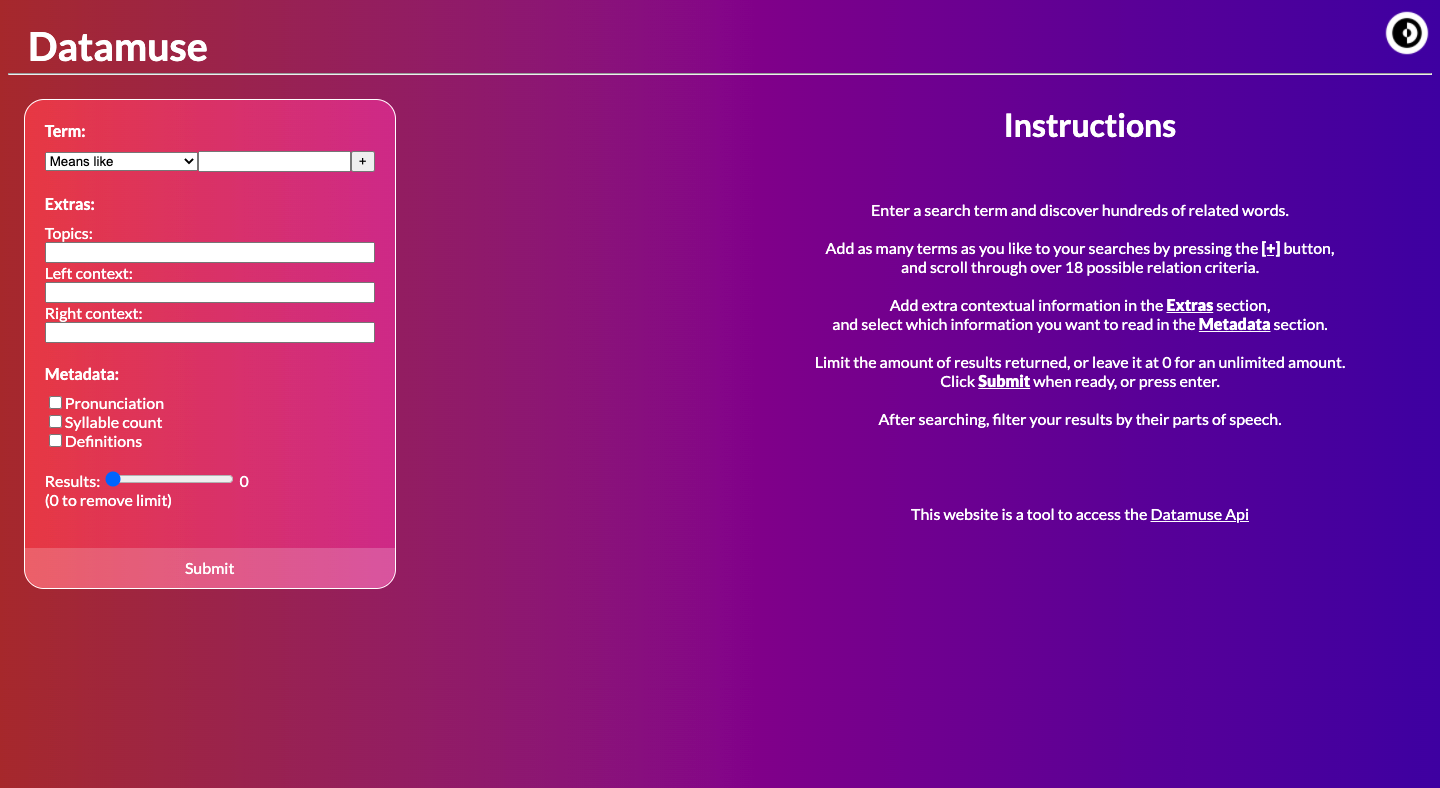 Datamuse
Term:
Means like +
Extras:
Topics:
Left context:
Right context:
Metadata:
Pronunciation
Syllable count
Definitions
Results: 0
(0 to remove limit)
Submit
Instructions
Enter a search term and discover hundreds of related words.
Add as many terms as you like to your searches by pressing the [+] button,
and scroll through over 18 possible relation criteria.
Add extra contextual information in the Extras section,
and select which information you want to read in the Metadata section.
Limit the amount of results returned, or leave it at 0 for an unlimited amount.
Click Submit when ready, or press enter.
After searching, filter your results by their parts of speech.
This website is a tool to access the Datamuse Api